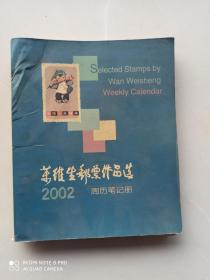 Selected Stamps by
Wan Weisheng
Weekly Calendar
万维生邮票作品选
2002
周历笔记册
REDMI NOTE 8 PRO
AI QUAD CAMERA